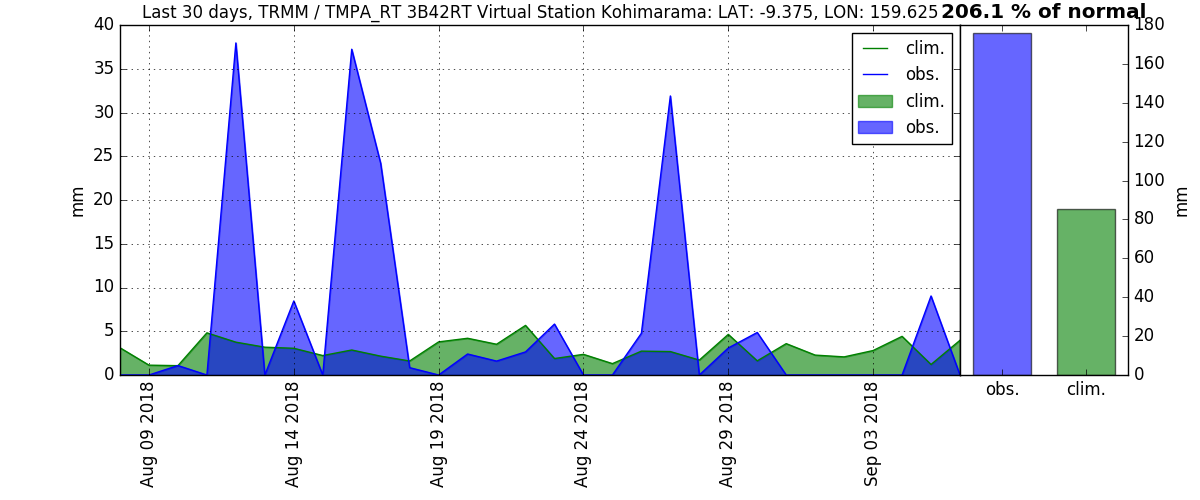 Last 30 days, TRMM / TMPA_RT 3B42RT Virtual Station Kohimarama: LAT: -9.375, LON: 159.625 206.1 % of normal
clim.
obs.
clim.
obs.
mm
40
35
30
25
20
15
10
5
0
Aug 09 2018
Aug 14 2018
Aug 19 2018
Aug 24 2018
Aug 29 2018
Sep 03 2018
180
160
140
120
100
80
60
40
20
0
mm
obs. clim.